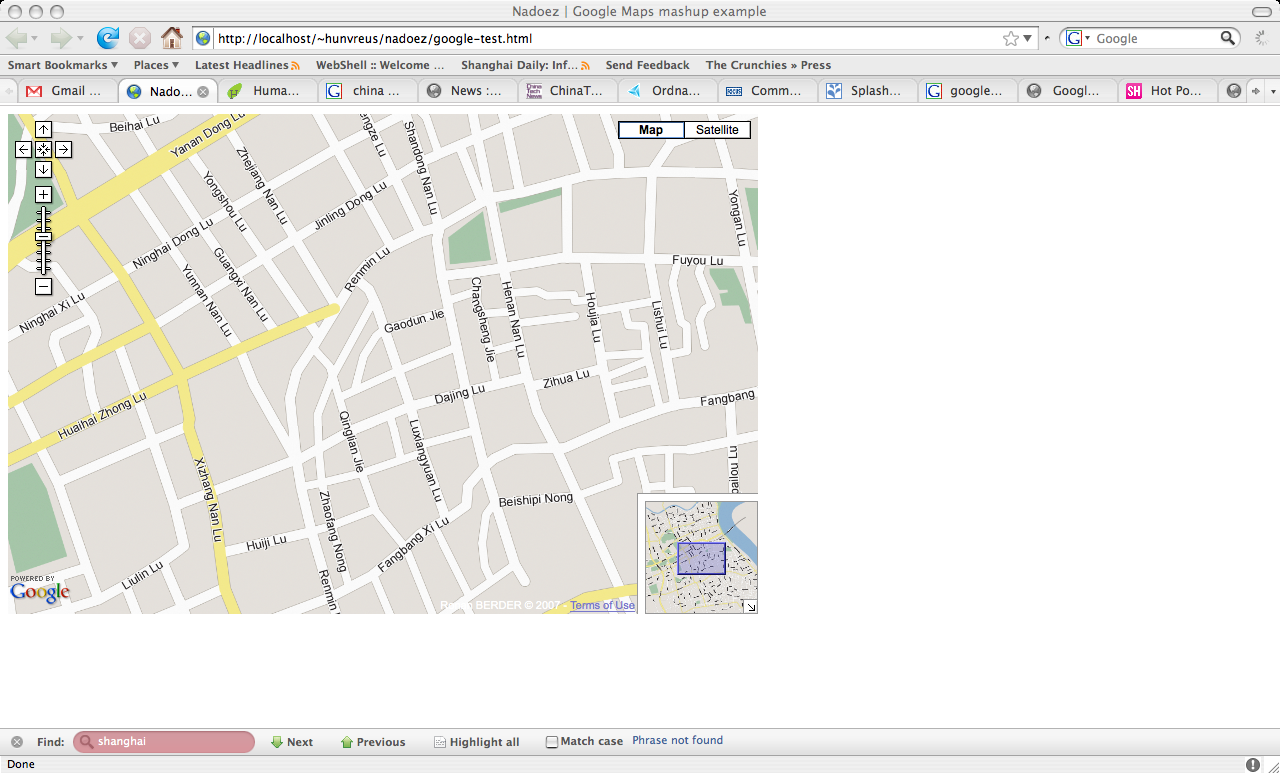 Nadoez | Google Maps mashup example
http://localhost/~hunvreus/nadoez/google-test.html
Google
Smart Bookmarks Places Latest Headlines WebShell :: Welcome ... Shanghai Daily: Inf... Send Feedback The Crunchies » Press
Gmail ... Nado... Huma... china ... News :... ChinaT... Ordna... Comm... Splash... google... Googl... Hot Po...
Map Satellite
Beihai Lu
Yanan Dong Lu
Zhejiang Nan Lu
Shandong Nan Lu
Yongshou Lu
Jinling Dong Lu
Yongan Lu
Ninghai Dong Lu
Renmin Lu
Fuyou Lu
Guangxi Nan Lu
Yunnan Nan Lu
Ninghai Xi Lu
Changsheng Jie
Henan Nan Lu
Houjia Lu
Lishui Lu
Gaodun Jie
Zihua Lu
Dajing Lu
Fangbang
Huaihai Zhong Lu
Qinglian Jie
Luxiangyuan Lu
Xizhang Nan Lu
Beishipi Nong
Zhaofang Nong
Huiji Lu
Fangbang Xi Lu
Liulin Lu
Renmin
POWERED BY
Google
BERDER © 2007 - Terms of Use
Find: shanghai Next Previous Highlight all Match case Phrase not found
Done